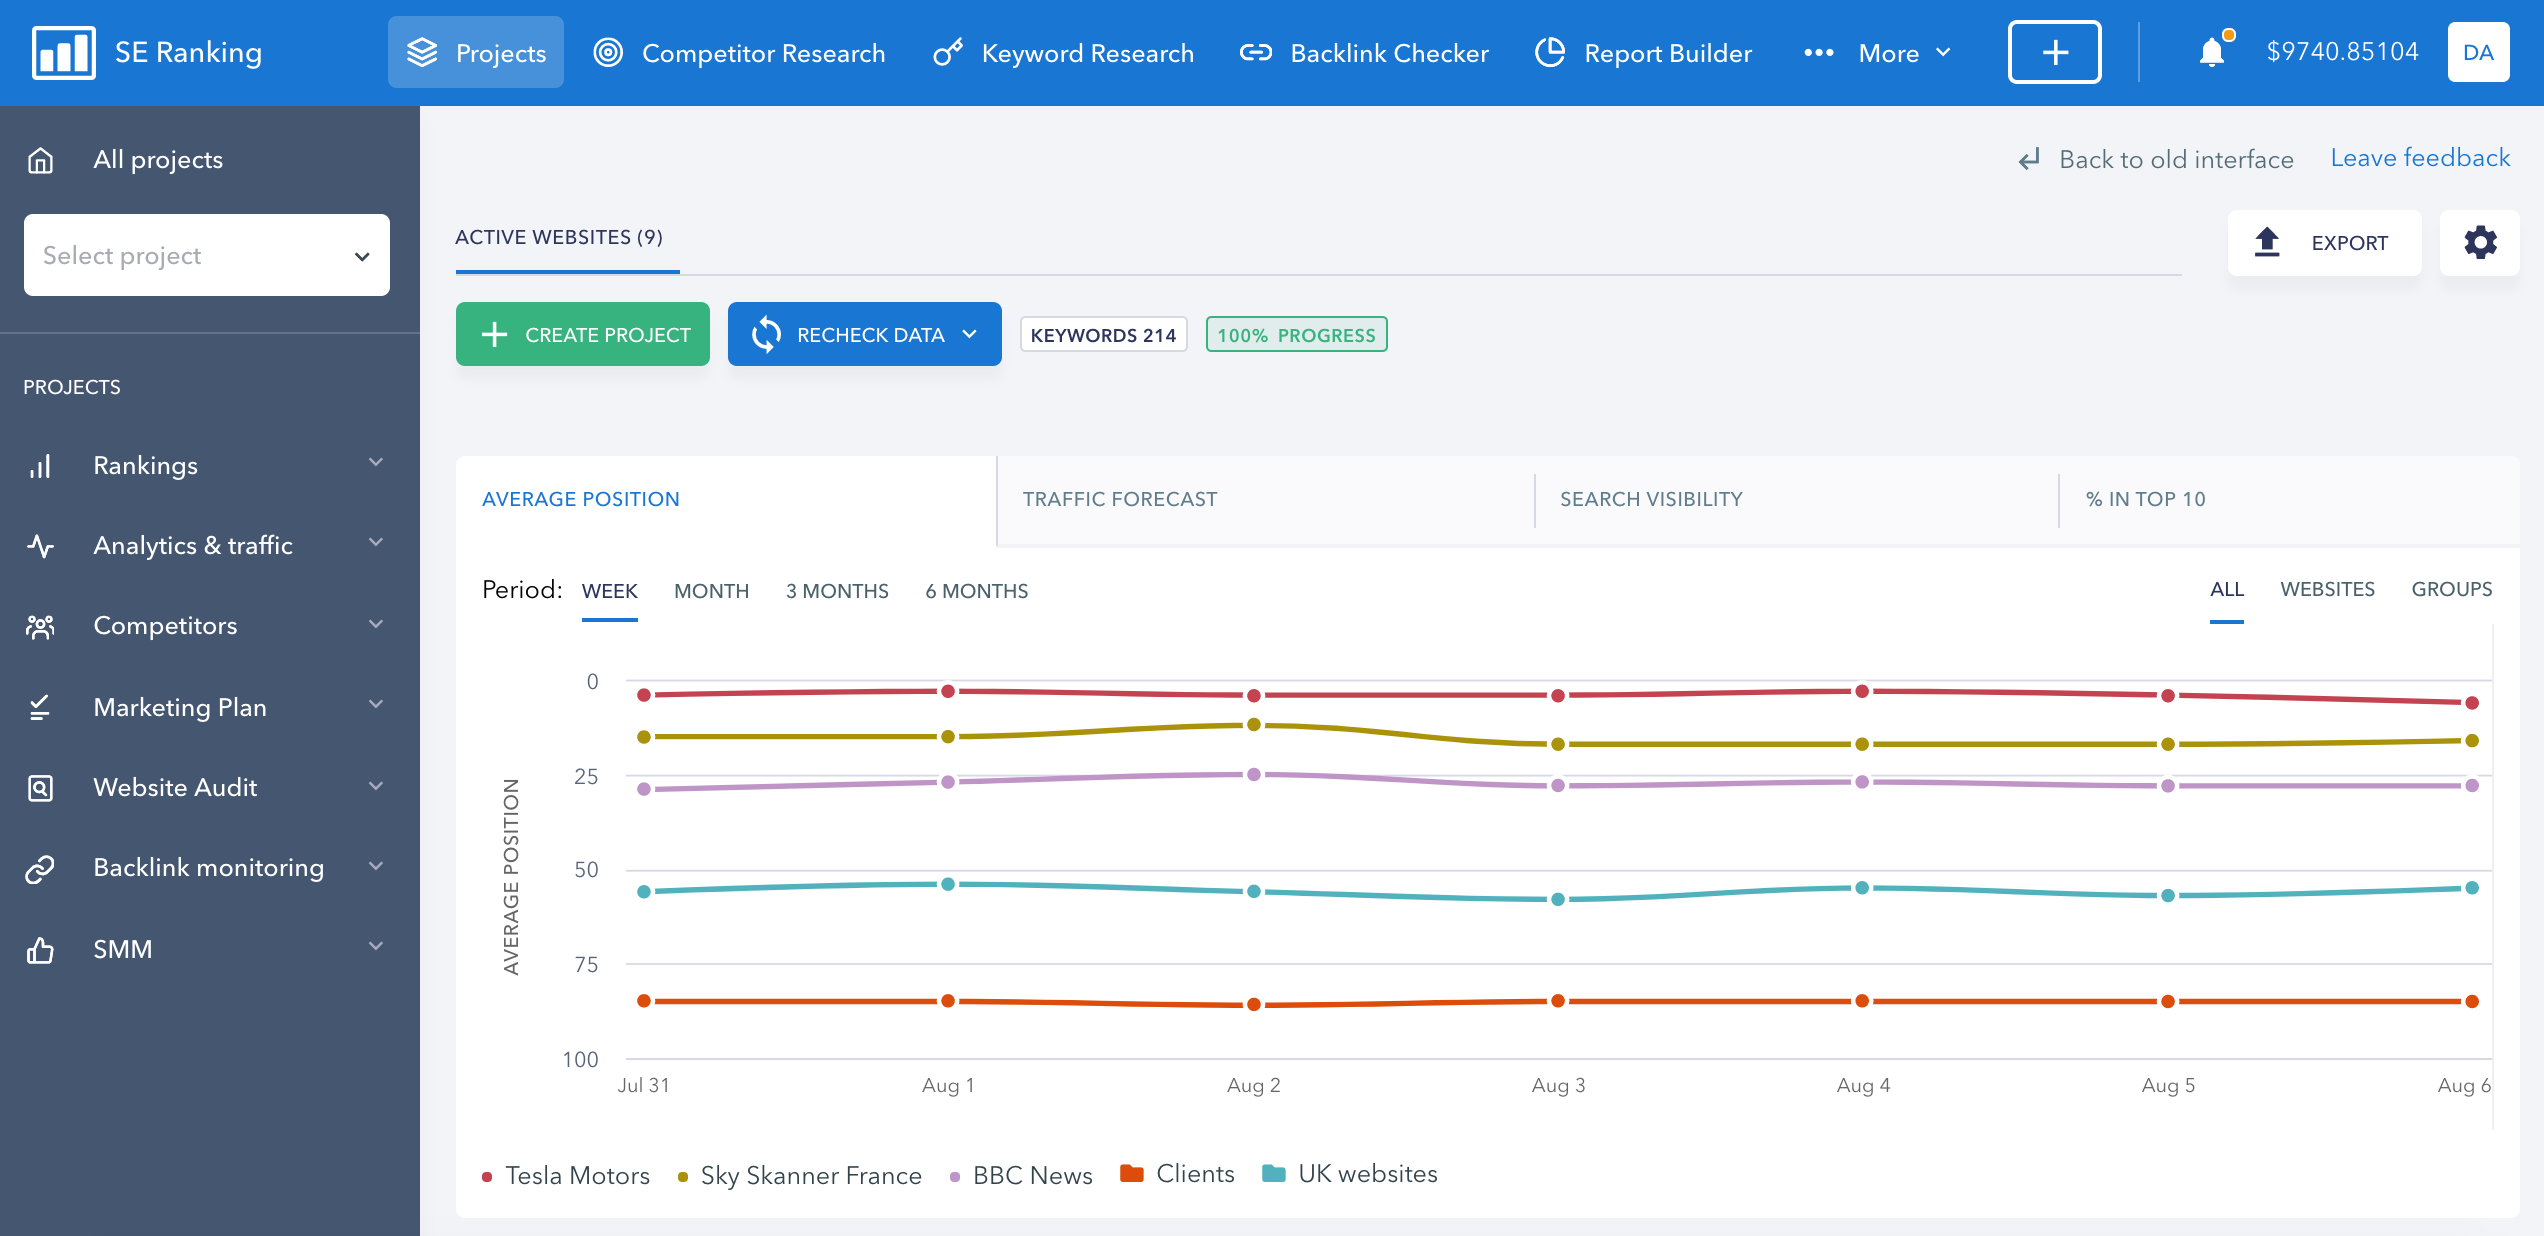 SE Ranking
Projects
Competitor Research
Keyword Research
Backlink Checker
Report Builder
More
$9740.85104
DA
All projects
Select project
PROJECTS
Rankings
Analytics & traffic
Competitors
Marketing Plan
Website Audit
Backlink monitoring
SMM
Back to old interface
Leave feedback
ACTIVE WEBSITES (9)
EXPORT
CREATE PROJECT
RECHECK DATA
KEYWORDS 214
100% PROGRESS
AVERAGE POSITION
TRAFFIC FORECAST
SEARCH VISIBILITY
% IN TOP 10
Period:
WEEK
MONTH
3 MONTHS
6 MONTHS
ALL
WEBSITES
GROUPS
AVERAGE POSITION
0
25
50
75
100
Jul 31
Aug 1
Aug 2
Aug 3
Aug 4
Aug 5
Aug 6
Tesla Motors
Sky Skanner France
BBC News
Clients
UK websites